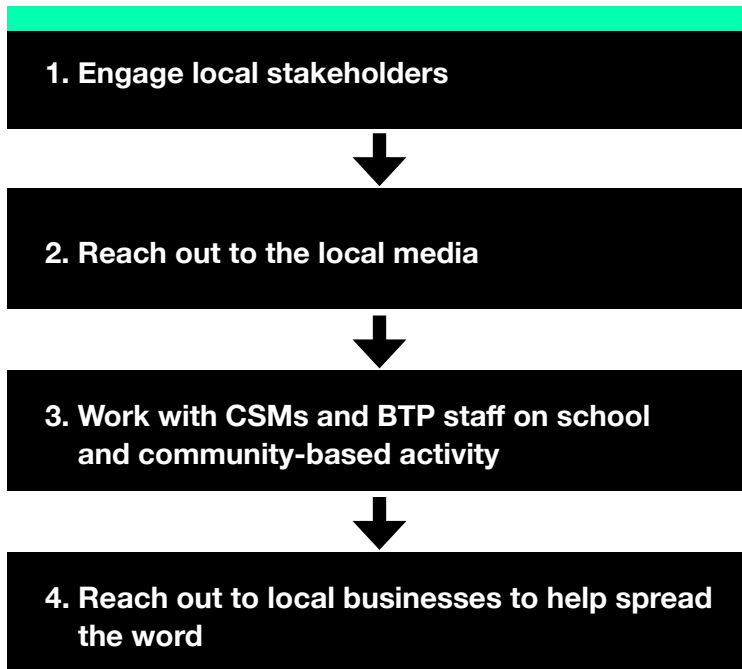 1. Engage local stakeholders
2. Reach out to the local media
3. Work with CSMs and BTP staff on school
and community-based activity
4. Reach out to local businesses to help spread
the word